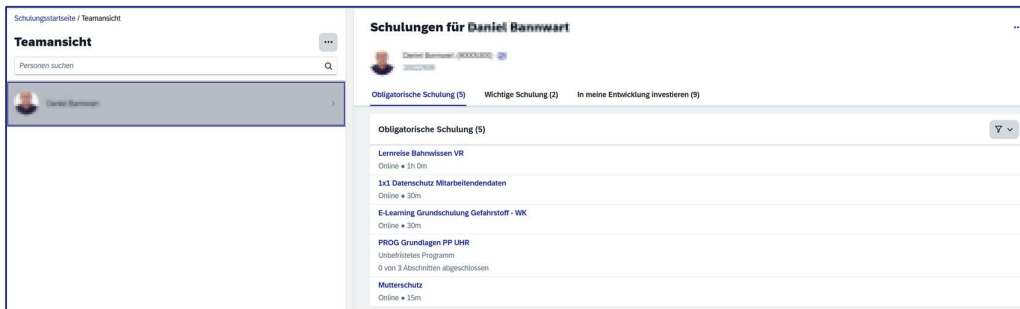 Schulungsstartseite / Teamansicht
Teamansicht
Personen suchen
Schulungen für Daniel Bannwart
Obligatorische Schulung (5) Wichtige Schulung (2) In meine Entwicklung investieren (9)
Obligatorische Schulung (5)
Lernreise Bahnwissen VR
Online • 1h 0m
1x1 Datenschutz Mitarbeitendendaten
Online • 30m
E-Learning Grundschulung Gefahrstoff - WK
Online • 30m
PROG Grundlagen PP UHR
Unbefristetes Programm
0 von 3 Abschnitten abgeschlossen
Mutterschutz
Online • 15m